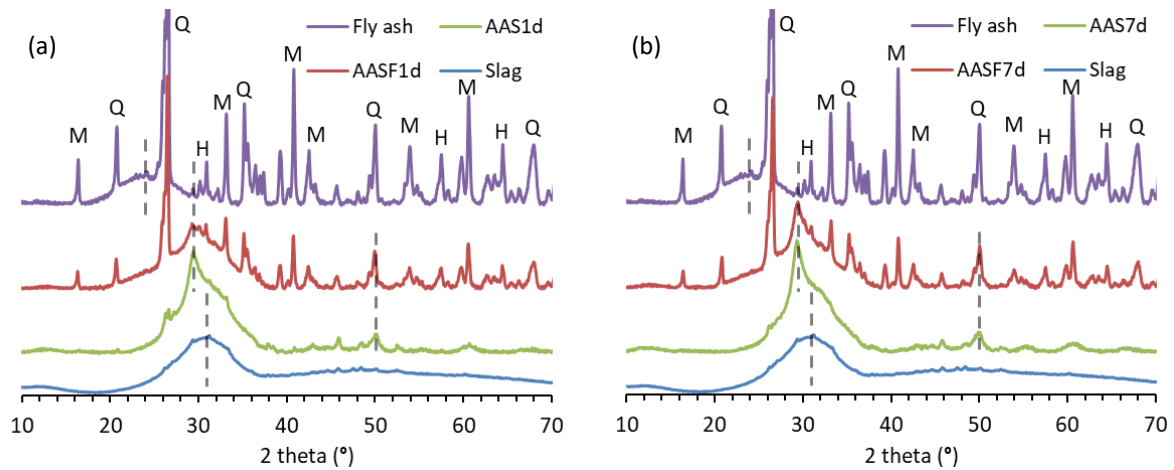 (a)
Fly ash
AAS1d
AASF1d
Slag
Q
M
Q
H
M
Q
M
M
Q
M
H
M
H
Q
10 20 30 40 50 60 70
2 theta (°)
(b)
Fly ash
AAS7d
AASF7d
Slag
Q
M
Q
H
M
Q
M
M
Q
M
H
M
H
Q
10 20 30 40 50 60 70
2 theta (°)